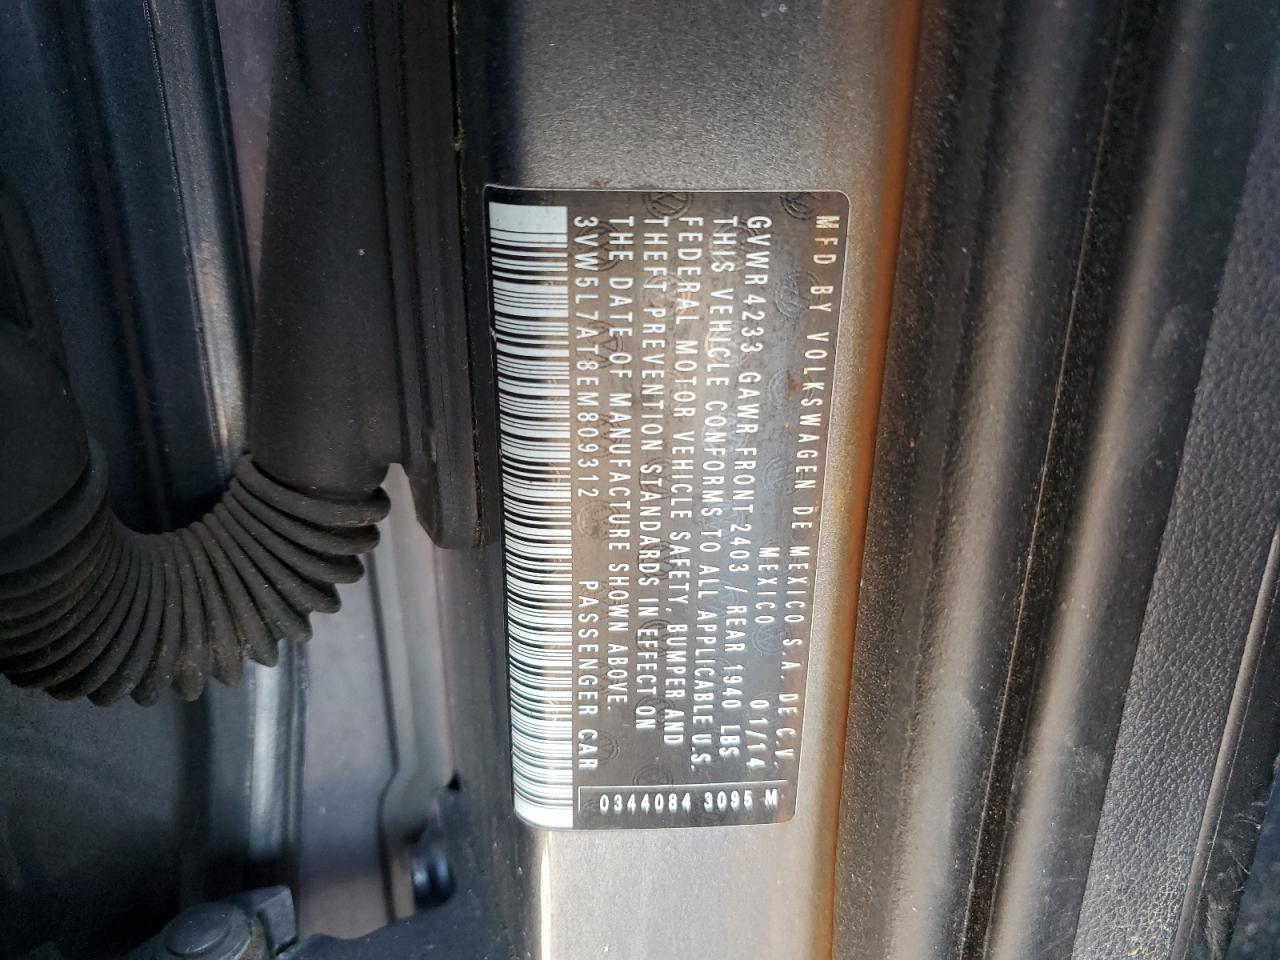 MFD BY VOLKSWAGEN DE MEXICO S.A. DE C.V.
MEXICO 01/14
GVWR 4233 GAWR FRONT 2403 / REAR 1940 LBS
THIS VEHICLE CONFORMS TO ALL APPLICABLE U.S.
FEDERAL MOTOR VEHICLE SAFETY, BUMPER AND
THEFT PREVENTION STANDARDS IN EFFECT ON
THE DATE OF MANUFACTURE SHOWN ABOVE.
3VW5L7AT8EM809312 PASSENGER CAR
0344084 3095 M